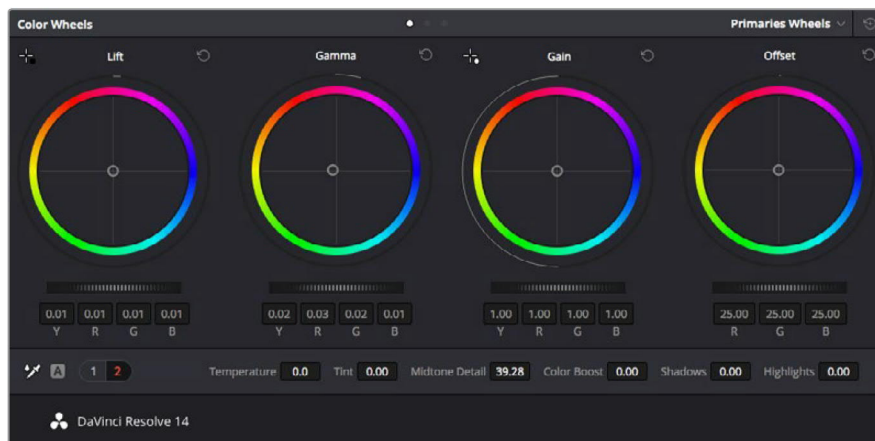 Color Wheels Primaries Wheels
Lift Gamma Gain Offset
0.01 0.01 0.01 0.01 0.02 0.03 0.02 0.01 1.00 1.00 1.00 1.00 25.00 25.00 25.00
Y R G B Y R G B Y R G B R G B
A 1 2 Temperature 0.0 Tint 0.00 Midtone Detail 39.28 Color Boost 0.00 Shadows 0.00 Highlights 0.00
DaVinci Resolve 14